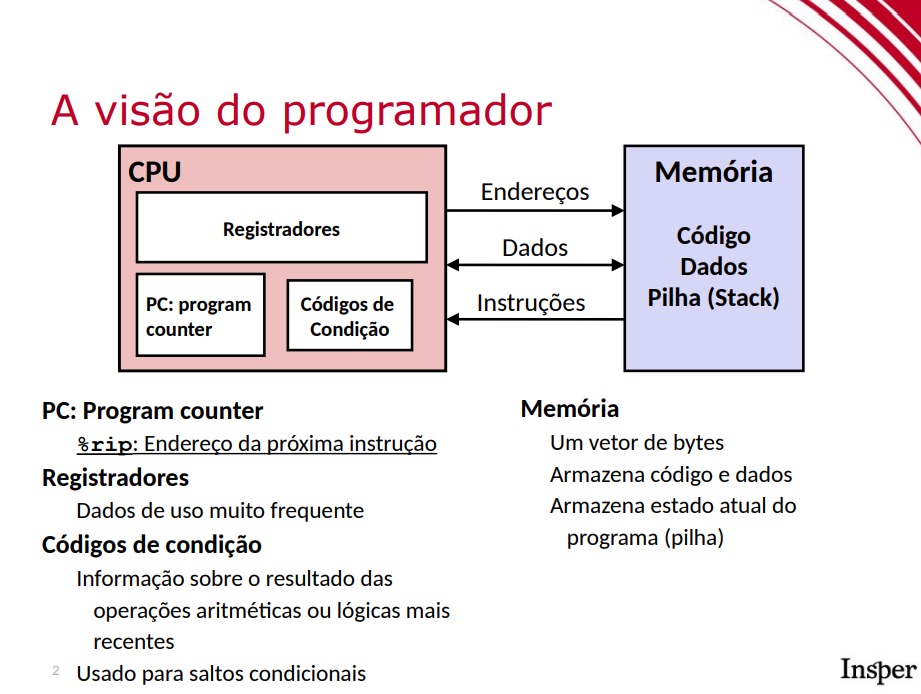 A visão do programador
CPU
Registradores
PC: program
counter
Códigos de
Condição
Endereços
Dados
Instruções
Memória
Código
Dados
Pilha (Stack)
PC: Program counter
%rip: Endereço da próxima instrução
Registradores
Dados de uso muito frequente
Códigos de condição
Informação sobre o resultado das
operações aritméticas ou lógicas mais
recentes
Usado para saltos condicionais
Memória
Um vetor de bytes
Armazena código e dados
Armazena estado atual do
programa (pilha)
2
Insper